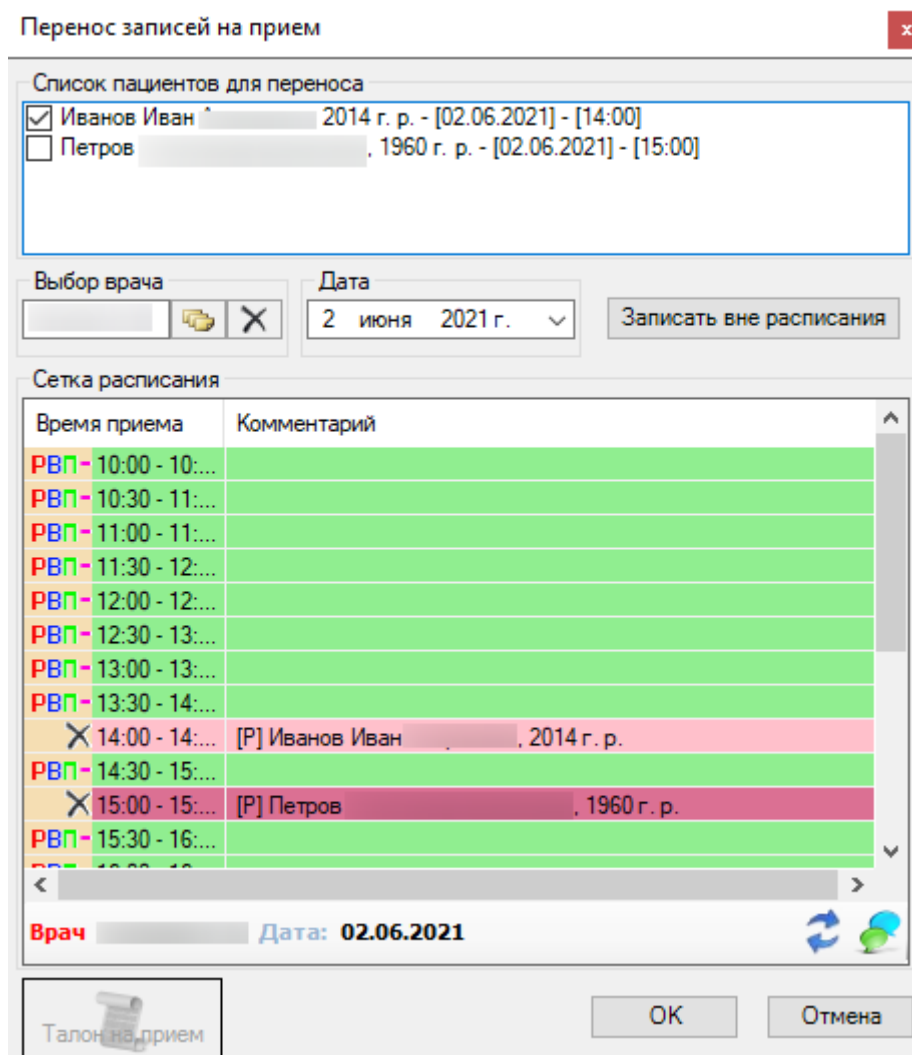 Перенос записей на прием
x
Список пациентов для переноса
Иванов Иван 2014 г. р. - [02.06.2021] - [14:00]
Петров , 1960 г. р. - [02.06.2021] - [15:00]
Выбор врача
Дата
2 июня 2021 г.
Записать вне расписания
Сетка расписания
Время приема Комментарий
РВП- 10:00 - 10:...
РВП- 10:30 - 11:...
РВП- 11:00 - 11:...
РВП- 11:30 - 12:...
РВП- 12:00 - 12:...
РВП- 12:30 - 13:...
РВП- 13:00 - 13:...
РВП- 13:30 - 14:...
14:00 - 14:... [Р] Иванов Иван , 2014 г. р.
РВП- 14:30 - 15:...
15:00 - 15:... [Р] Петров , 1960 г. р.
РВП- 15:30 - 16:...
Врач Дата: 02.06.2021
Талон на прием
OK
Отмена